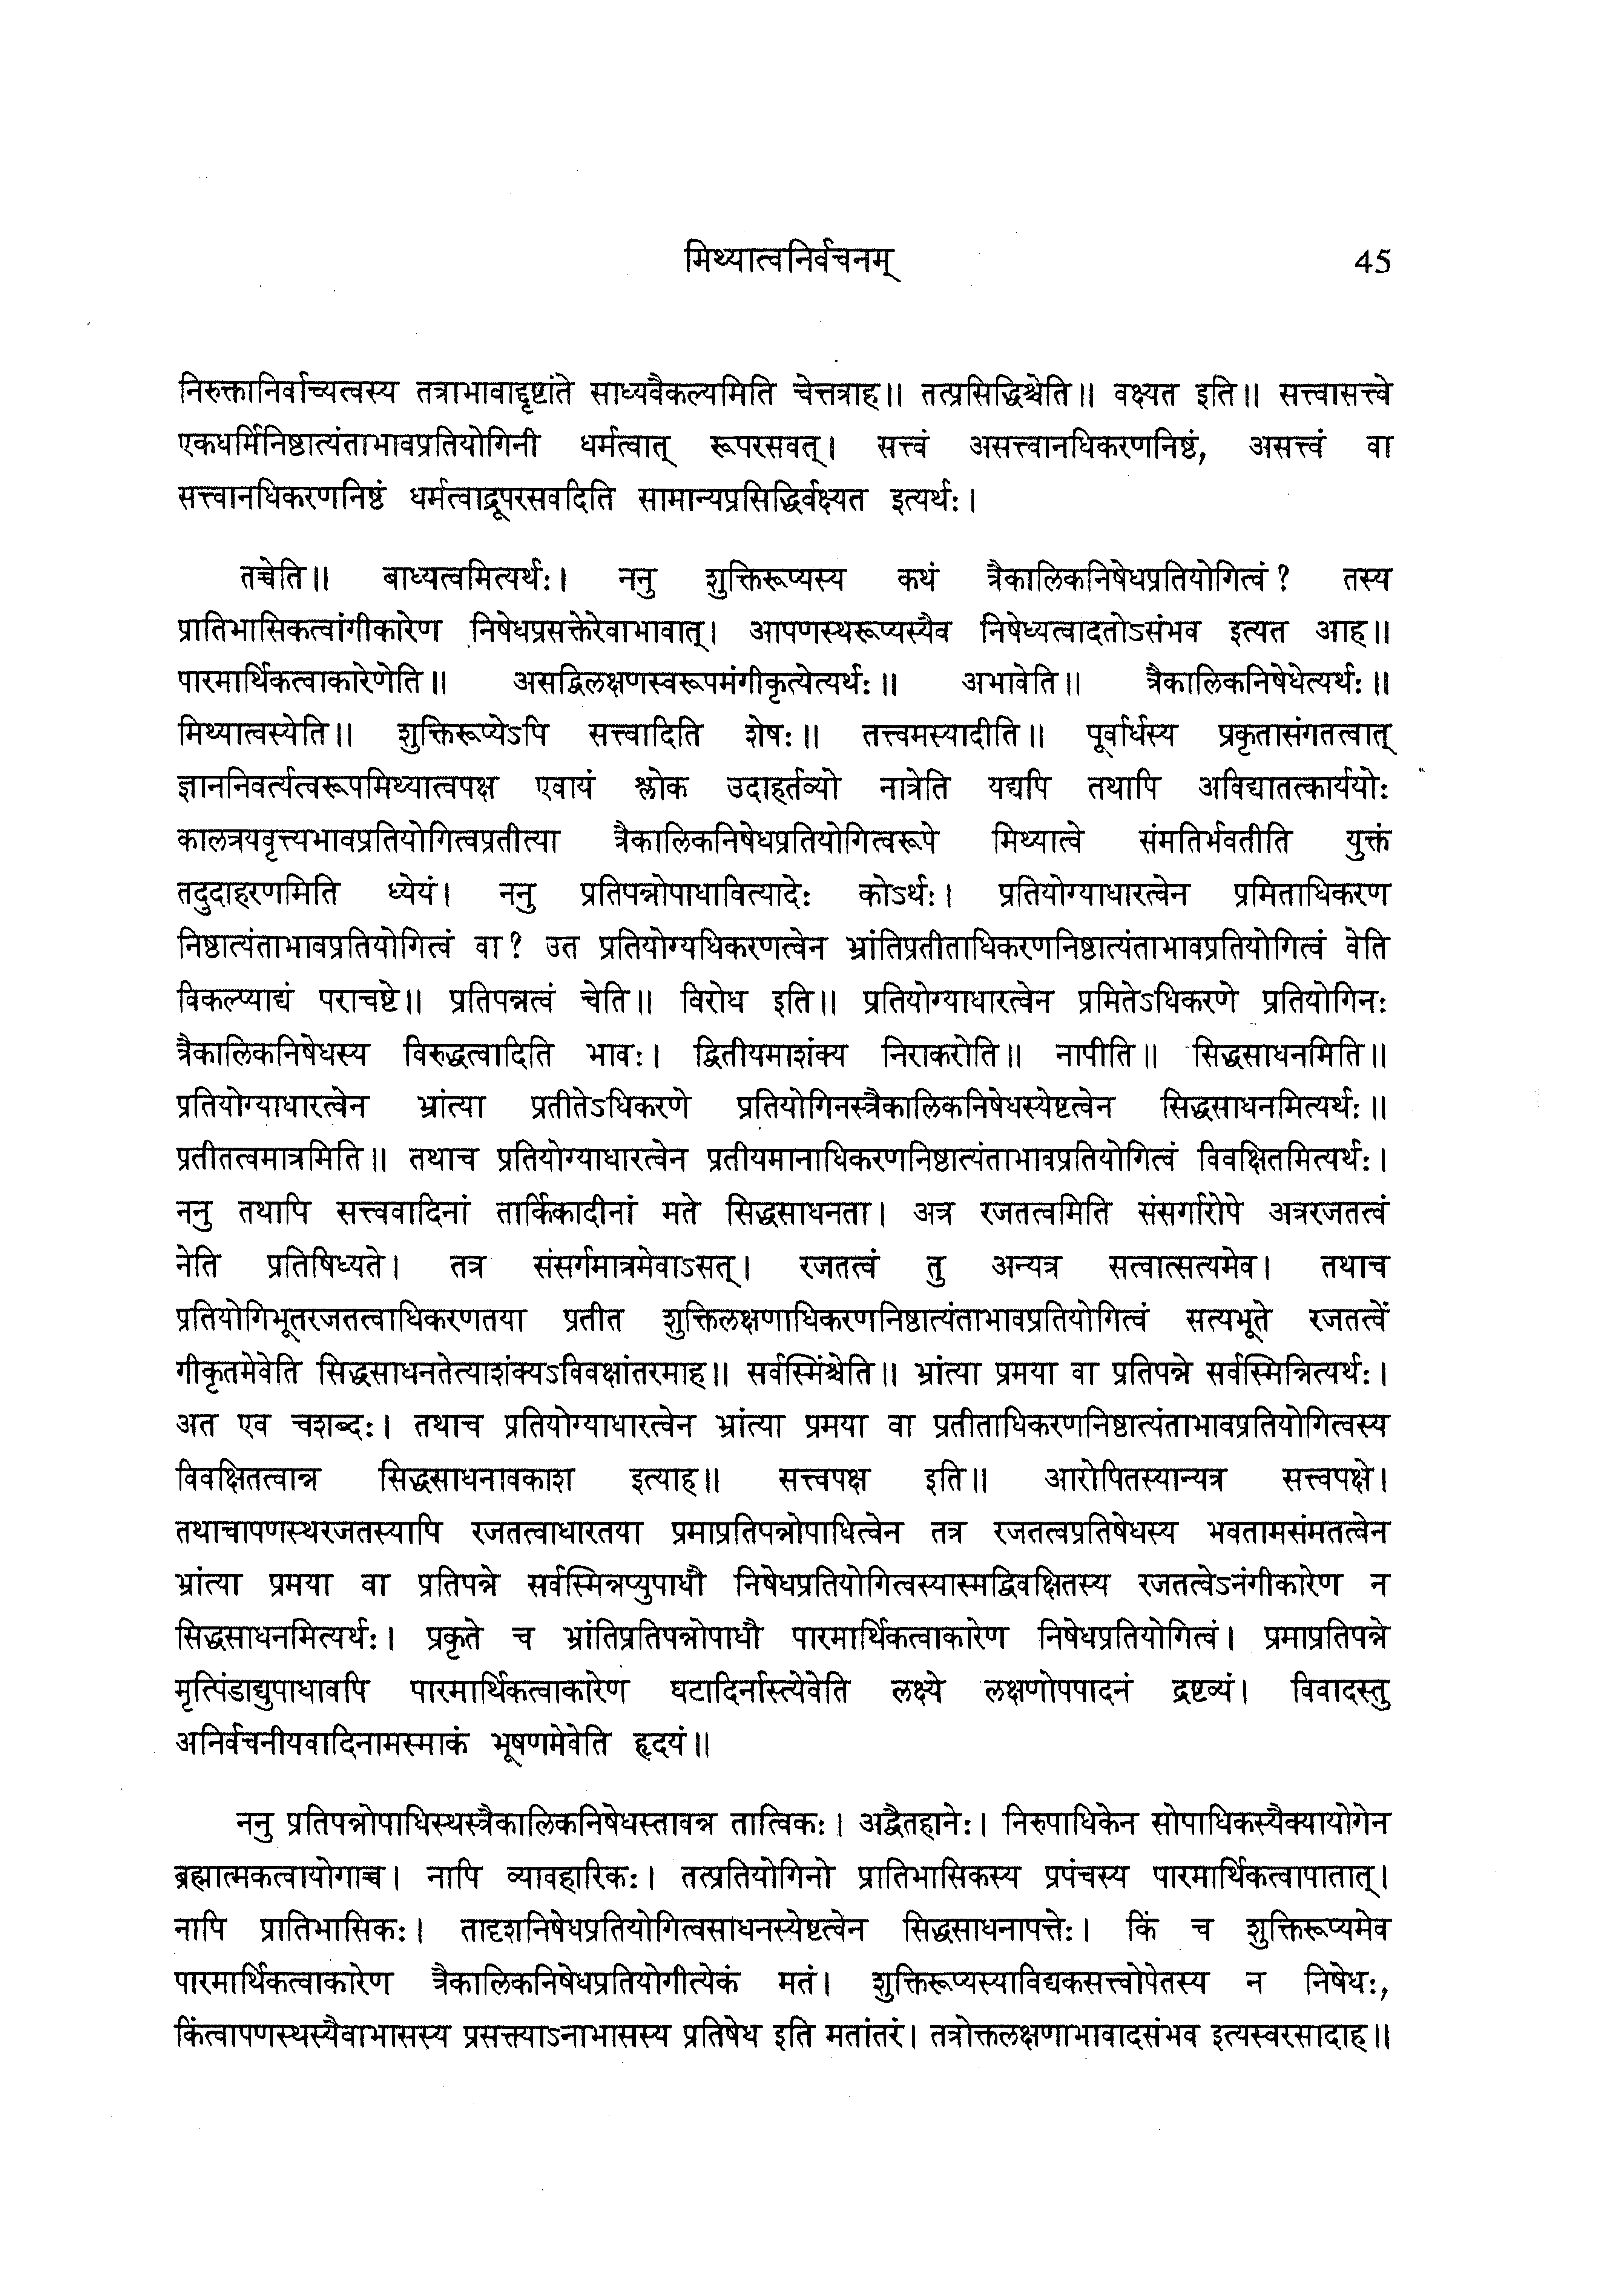 मिथ्यात्वनिर्वचनम् 45
निरुक्तानिर्वाच्यत्वस्य तत्राभावाद्दृष्टांते साध्यवैकल्यमिति चेत्तत्राह॥ तत्प्रसिद्धिश्चेति॥ वक्ष्यत इति॥ सत्त्वासत्त्वे
एकधर्मिनिष्ठात्यंताभावप्रतियोगिनी धर्मत्वात् रूपरसवत्। सत्त्वं असत्त्वानधिकरणनिष्ठं, असत्त्वं वा
सत्त्वानधिकरणनिष्ठं धर्मत्वाद्रूपरसवदिति सामान्यप्रसिद्धिर्वक्ष्यत इत्यर्थः।
तच्चेति॥ बाध्यत्वमित्यर्थः। ननु शुक्तिरूप्यस्य कथं त्रैकालिकनिषेधप्रतियोगित्वं? तस्य
प्रातिभासिकत्वांगीकारेण निषेधप्रसक्तेरेवाभावात्। आपणस्थरूप्यस्यैव निषेध्यत्वादतोऽसंभव इत्यत आह॥
पारमार्थिकत्वाकारेणेति॥ असद्विलक्षणस्वरूपमंगीकृत्येत्यर्थः॥ अभावेति॥ त्रैकालिकनिषेधेत्यर्थः॥
मिथ्यात्वस्येति॥ शुक्तिरूप्येऽपि सत्त्वादिति शेषः॥ तत्त्वमस्यादीति॥ पूर्वार्धस्य प्रकृतासंगतत्वात्
ज्ञाननिवर्त्यत्वरूपमिथ्यात्वपक्ष एवायं श्लोक उदाहर्तव्यो नात्रेति यद्यपि तथापि अविद्यातत्कार्ययोः
कालत्रयवृत्त्यभावप्रतियोगित्वप्रतीत्या त्रैकालिकनिषेधप्रतियोगित्वरूपे मिथ्यात्वे संमतिर्भवतीति युक्तं
तदुदाहरणमिति ध्येयं। ननु प्रतिपन्नोपाधावित्यादेः कोऽर्थः। प्रतियोग्याधारत्वेन प्रमिताधिकरण
निष्ठात्यंताभावप्रतियोगित्वं वा? उत प्रतियोग्यधिकरणत्वेन भ्रांतिप्रतीताधिकरणनिष्ठात्यंताभावप्रतियोगित्वं वेति
विकल्प्याद्यं पराचष्टे॥ प्रतिपन्नत्वं चेति॥ विरोध इति॥ प्रतियोग्याधारत्वेन प्रमितेऽधिकरणे प्रतियोगिनः
त्रैकालिकनिषेधस्य विरुद्धत्वादिति भावः। द्वितीयमाशंक्य निराकरोति॥ नापीति॥ सिद्धसाधनमिति॥
प्रतियोग्याधारत्वेन भ्रांत्या प्रतीतेऽधिकरणे प्रतियोगिनस्त्रैकालिकनिषेधस्येष्टत्वेन सिद्धसाधनमित्यर्थः॥
प्रतीतत्वमात्रमिति॥ तथाच प्रतियोग्याधारत्वेन प्रतीयमानाधिकरणनिष्ठात्यंताभावप्रतियोगित्वं विवक्षितमित्यर्थः।
ननु तथापि सत्त्ववादिनां तार्किकादीनां मते सिद्धसाधनता। अत्र रजतत्वमिति संसर्गारोपे अत्ररजतत्वं
नेति प्रतिषिध्यते। तत्र संसर्गमात्रमेवाऽसत्। रजतत्वं तु अन्यत्र सत्वात्सत्यमेव। तथाच
प्रतियोगिभूतरजतत्वाधिकरणतया प्रतीत शुक्तिलक्षणाधिकरणनिष्ठात्यंताभावप्रतियोगित्वं सत्यभूते रजतत्वें
गीकृतमेवेति सिद्धसाधनतेत्याशंक्यऽविवक्षांतरमाह॥ सर्वस्मिंश्चेति॥ भ्रांत्या प्रमया वा प्रतिपन्ने सर्वस्मिन्नित्यर्थः।
अत एव चशब्दः। तथाच प्रतियोग्याधारत्वेन भ्रांत्या प्रमया वा प्रतीताधिकरणनिष्ठात्यंताभावप्रतियोगित्वस्य
विवक्षितत्वान्न सिद्धसाधनावकाश इत्याह॥ सत्त्वपक्ष इति॥ आरोपितस्यान्यत्र सत्त्वपक्षे।
तथाचापणस्थरजतस्यापि रजतत्वाधारतया प्रमाप्रतिपन्नोपाधित्वेन तत्र रजतत्वप्रतिषेधस्य भवतामसंमतत्वेन
भ्रांत्या प्रमया वा प्रतिपन्ने सर्वस्मिन्नप्युपाधौ निषेधप्रतियोगित्वस्यास्मद्विवक्षितस्य रजतत्वेऽनंगीकारेण न
सिद्धसाधनमित्यर्थः। प्रकृते च भ्रांतिप्रतिपन्नोपाधौ पारमार्थिकत्वाकारेण निषेधप्रतियोगित्वं। प्रमाप्रतिपन्ने
मृत्पिंडाद्युपाधावपि पारमार्थिकत्वाकारेण घटादिर्नास्त्येवेति लक्ष्ये लक्षणोपपादनं द्रष्टव्यं। विवादस्तु
अनिर्वचनीयवादिनामस्माकं भूषणमेवेति हृदयं॥
ननु प्रतिपन्नोपाधिस्थस्त्रैकालिकनिषेधस्तावन्न तात्विकः। अद्वैतहानेः। निरुपाधिकेन सोपाधिकस्यैक्यायोगेन
ब्रह्मात्मकत्वायोगाच्च। नापि व्यावहारिकः। तत्प्रतियोगिनो प्रातिभासिकस्य प्रपंचस्य पारमार्थिकत्वापातात्।
नापि प्रातिभासिकः। तादृशनिषेधप्रतियोगित्वसाधनस्येष्टत्वेन सिद्धसाधनापत्तेः। किं च शुक्तिरूप्यमेव
पारमार्थिकत्वाकारेण त्रैकालिकनिषेधप्रतियोगीत्येकं मतं। शुक्तिरूप्यस्याविद्यकसत्त्वोपेतस्य न निषेधः,
किंत्वापणस्थस्यैवाभासस्य प्रसत्तयाऽनाभासस्य प्रतिषेध इति मतांतरं। तत्रोक्तलक्षणाभावादसंभव इत्यस्वरसादाह॥